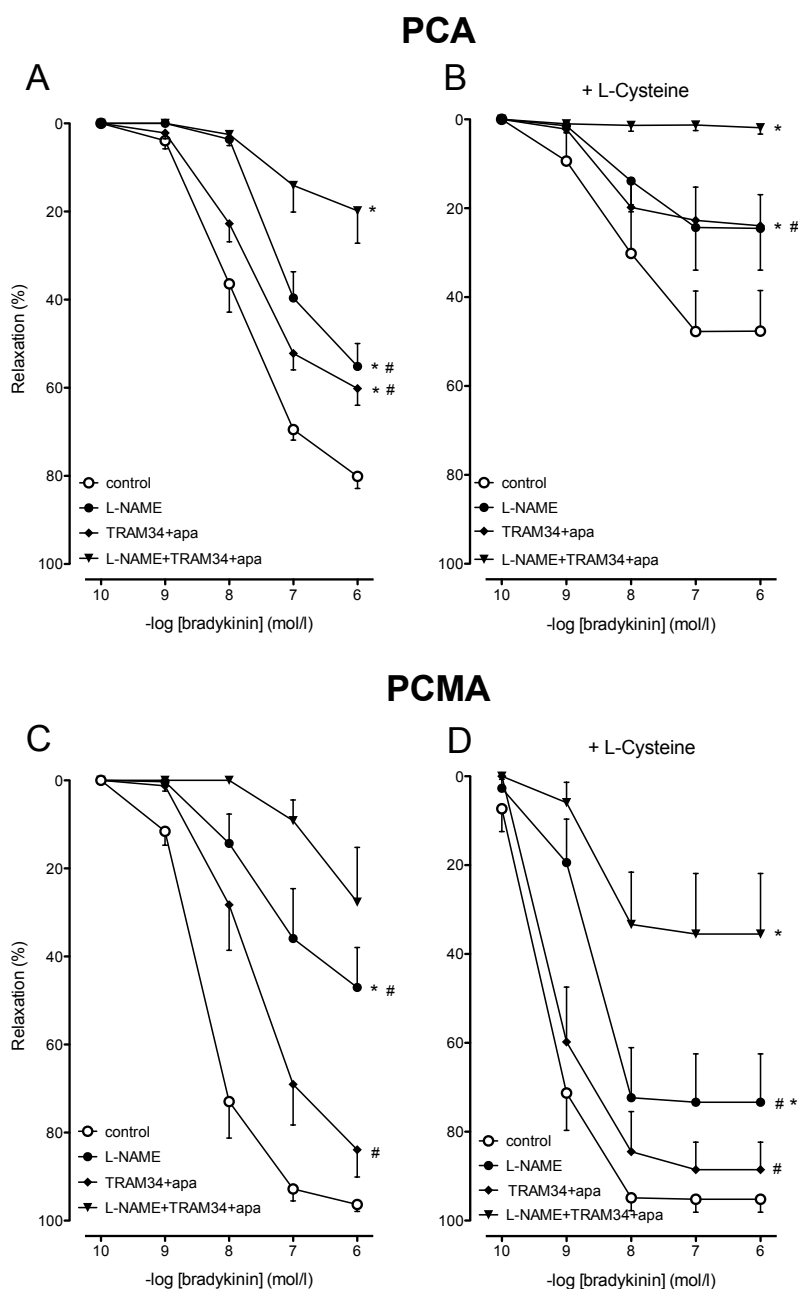 PCA
A
0
20
40
60
80
100
Relaxation (%)
* 
* #
* #
control
L-NAME
TRAM34+apa
L-NAME+TRAM34+apa
10 9 8 7 6
-log [bradykinin] (mol/l)
B
+ L-Cysteine
0
20
40
60
80
100
*
* #
control
L-NAME
TRAM34+apa
L-NAME+TRAM34+apa
10 9 8 7 6
-log [bradykinin] (mol/l)
PCMA
C
0
20
40
60
80
100
Relaxation (%)
* #
#
control
L-NAME
TRAM34+apa
L-NAME+TRAM34+apa
10 9 8 7 6
-log [bradykinin] (mol/l)
D
+ L-Cysteine
0
20
40
60
80
100
*
# *
#
control
L-NAME
TRAM34+apa
L-NAME+TRAM34+apa
10 9 8 7 6
-log [bradykinin] (mol/l)